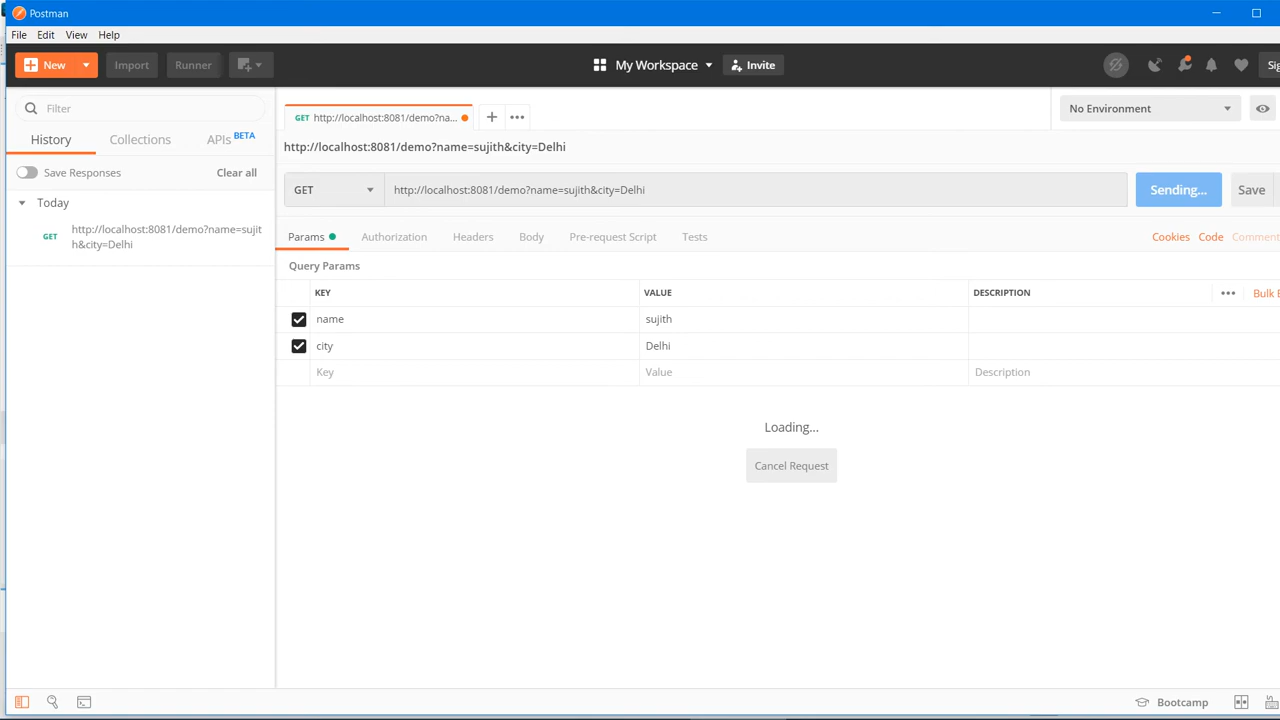 Postman
File Edit View Help
New Import Runner My Workspace Invite
Filter
GET http://localhost:8081/demo?na... No Environment
History Collections APIs BETA
http://localhost:8081/demo?name=sujith&city=Delhi
Save Responses Clear all
GET http://localhost:8081/demo?name=sujith&city=Delhi Sending... Save
Today
GET http://localhost:8081/demo?name=sujit
h&city=Delhi
Params Authorization Headers Body Pre-request Script Tests Cookies Code Comment
Query Params
KEY VALUE DESCRIPTION Bulk
name sujith
city Delhi
Key Value Description
Loading...
Cancel Request
Bootcamp